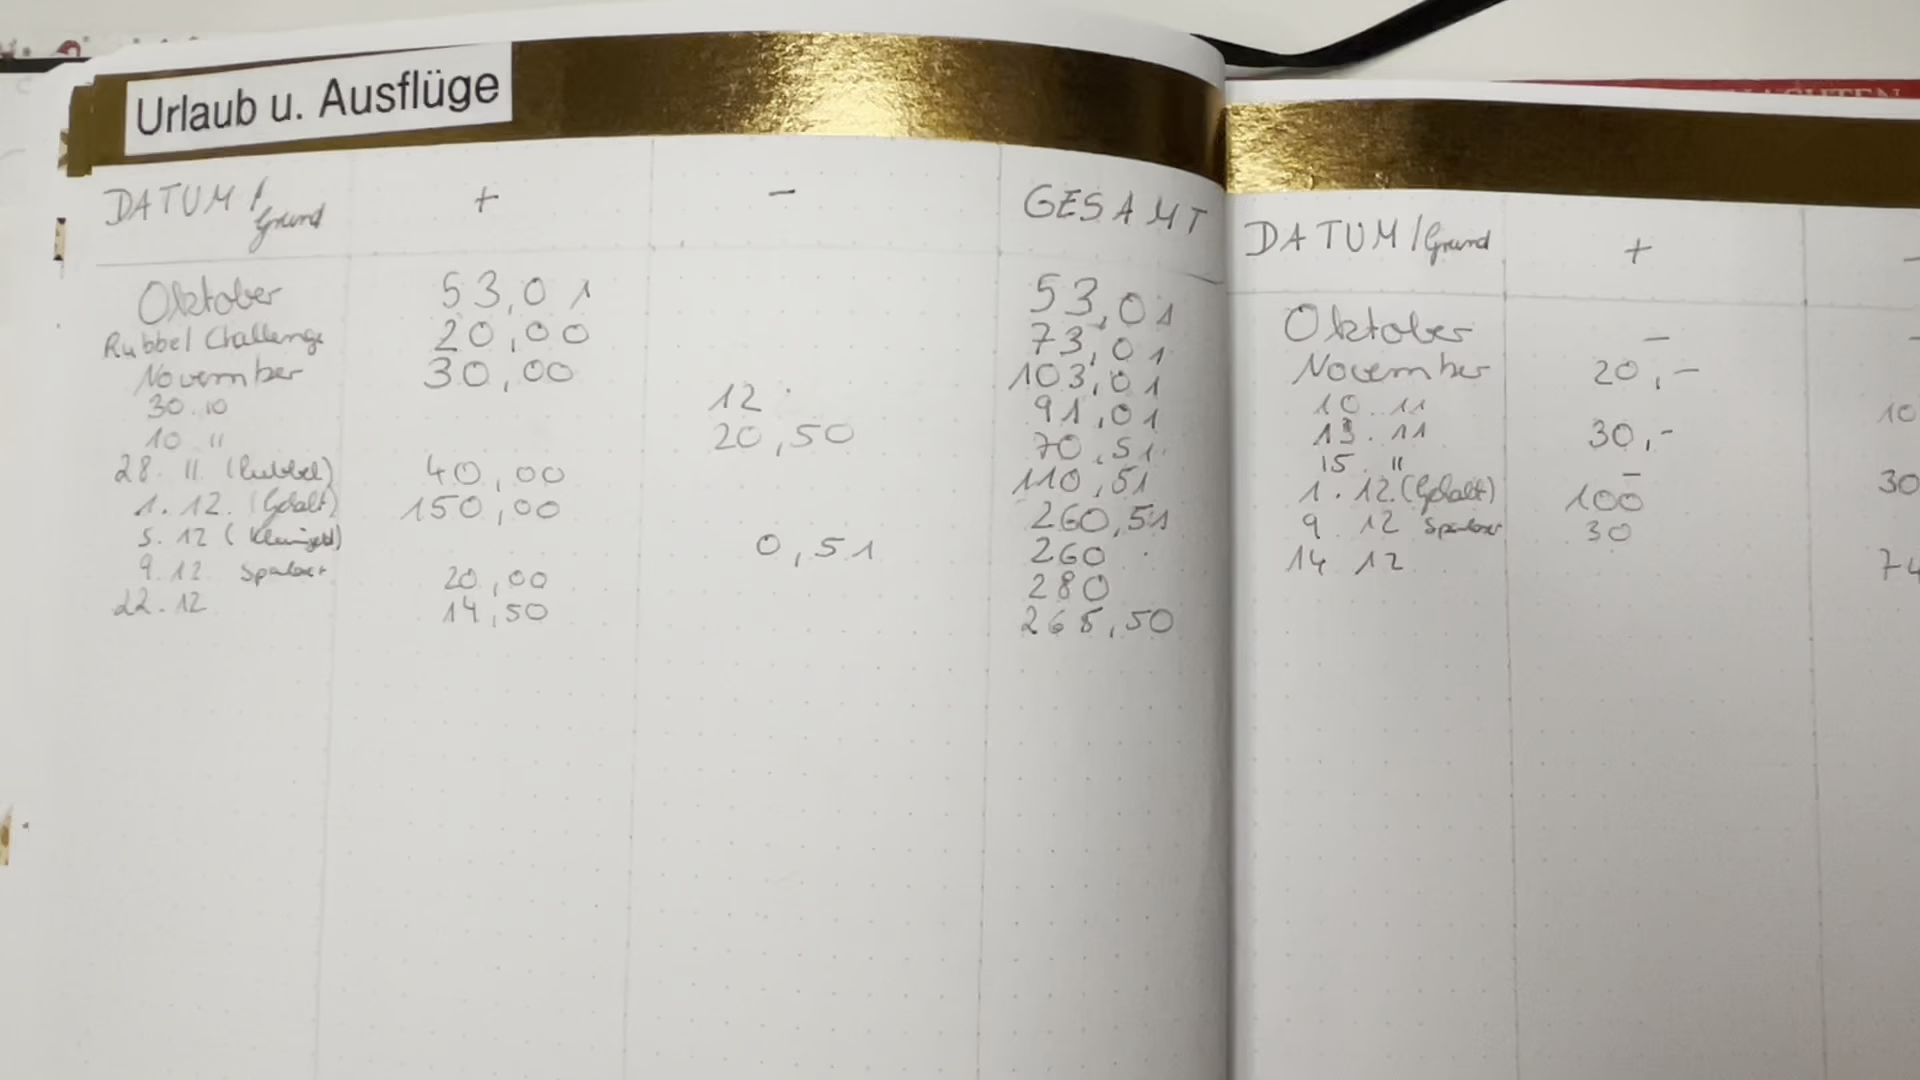 Urlaub u. Ausflüge
DATUM / Grund + - GESAMT
Oktober 53,01 53,01
Rubbel Challenge 20,00 73,01
November 30,00 103,01
30.10 12 91,01
10 " 20,50 70,51
28. " (Rubbel) 40,00 110,51
1. 12. (Gehalt) 150,00 260,51
5. 12 (Kleingeld) 0,51 260
9.12 Sparbox 20,00 280
22.12 14,50 265,50
DATUM / Grund + -
Oktober - -
November 20,-
10.11 10
13.11 30,-
15. " - 30
1. 12. (Gehalt) 100
9 12 Sparbox 30
14 12 74